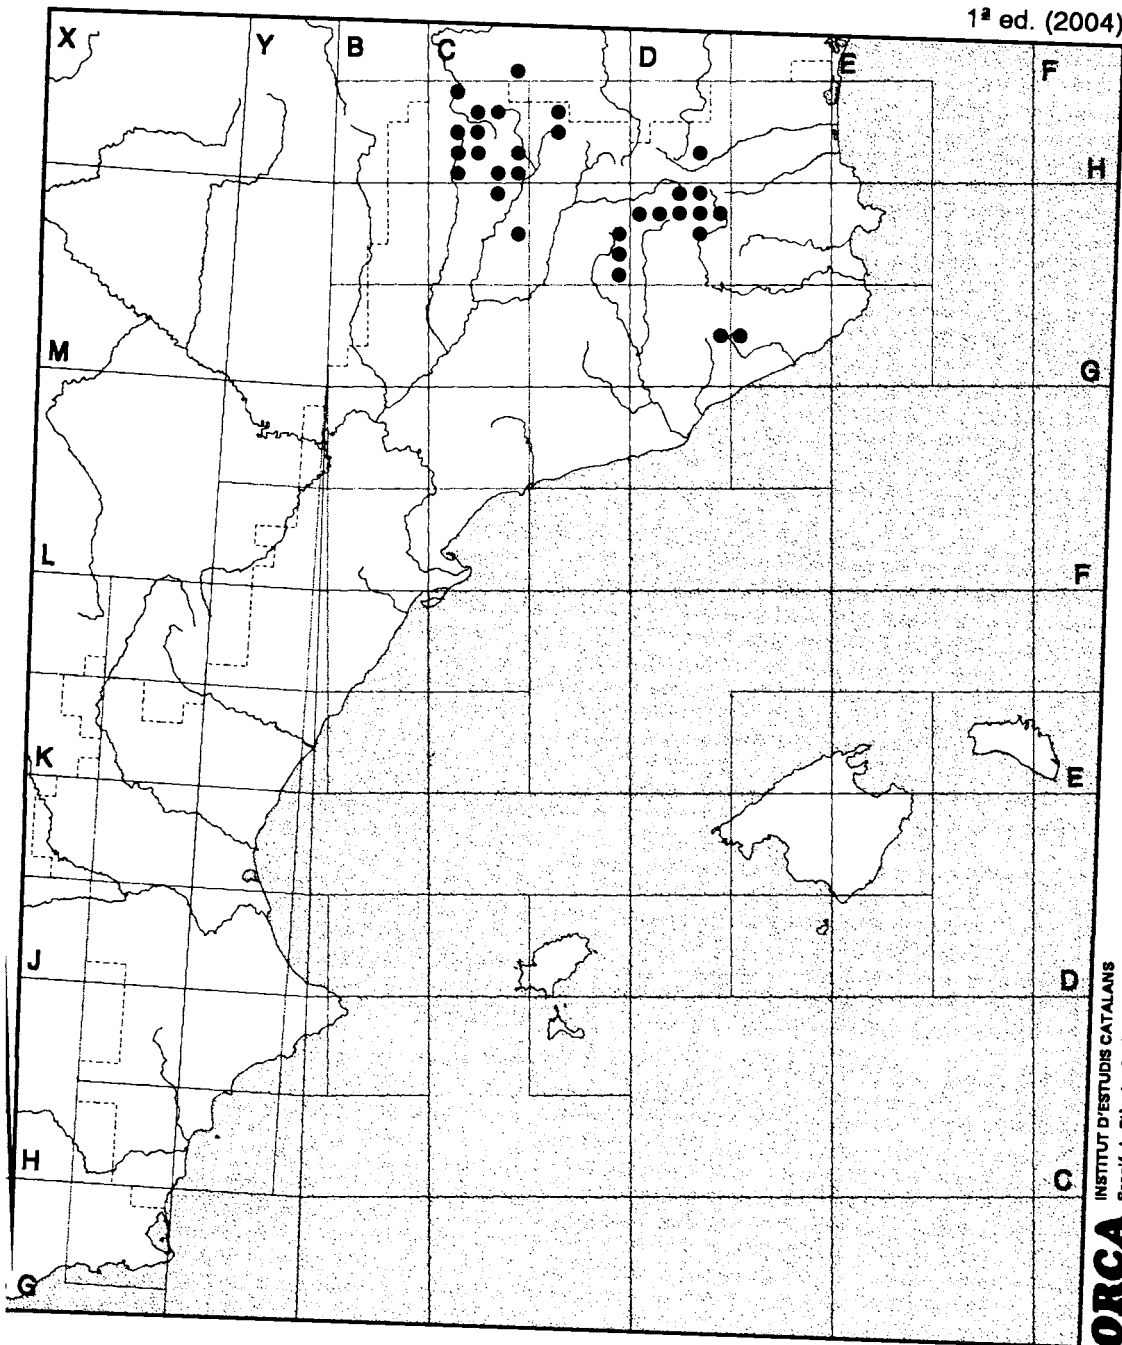 1ª ed. (2004)
X Y B C D E F
H
M G
L F
K E
J D
H C
G
ORCA INSTITUT D'ESTUDIS CATALANS